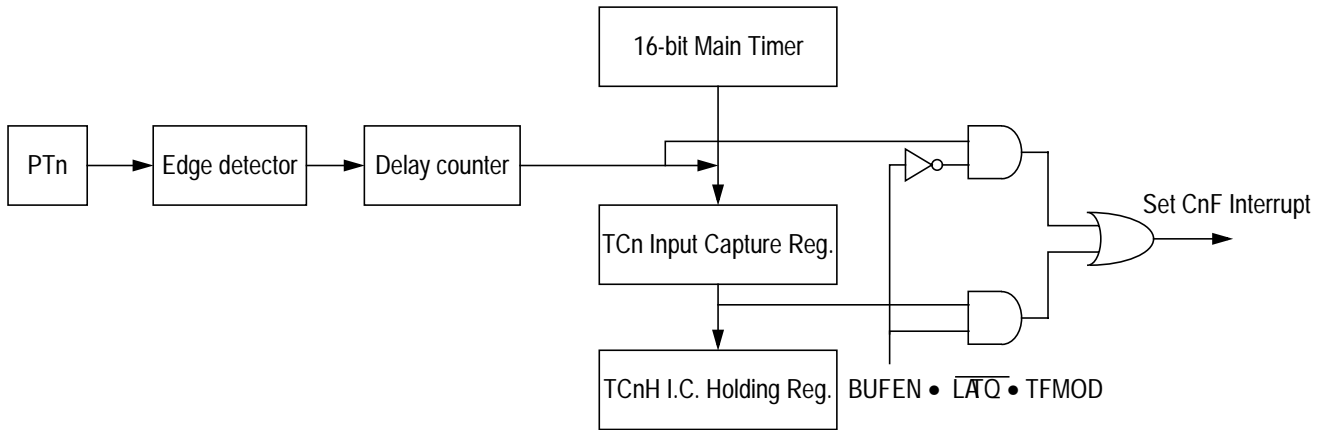 16-bit Main Timer
PTn
Edge detector
Delay counter
Set CnF Interrupt
TCn Input Capture Reg.
TCnH I.C. Holding Reg.
BUFEN • LATQ • TFMOD